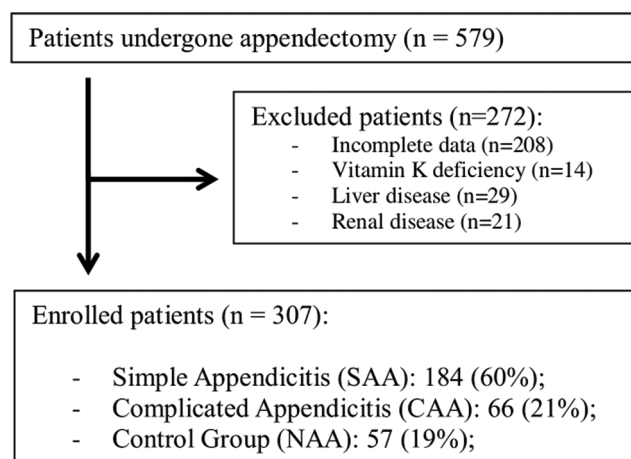 Patients undergone appendectomy (n = 579)
Excluded patients (n=272):
- Incomplete data (n=208)
- Vitamin K deficiency (n=14)
- Liver disease (n=29)
- Renal disease (n=21)
Enrolled patients (n = 307):
- Simple Appendicitis (SAA): 184 (60%);
- Complicated Appendicitis (CAA): 66 (21%);
- Control Group (NAA): 57 (19%);